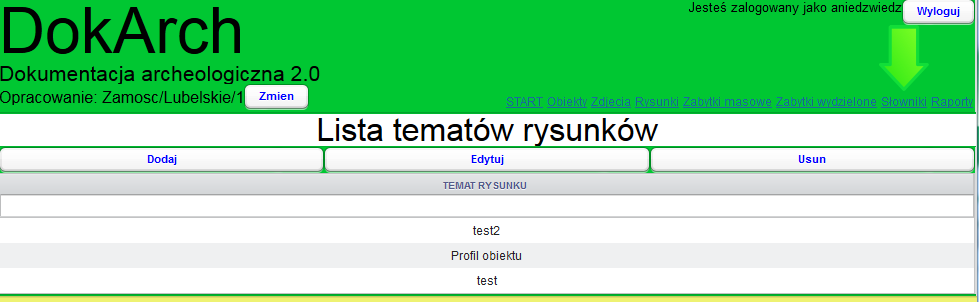 Jesteś zalogowany jako aniedzwiedz Wyloguj
DokArch
Dokumentacja archeologiczna 2.0
Opracowanie: Zamosc/Lubelskie/1 Zmien
START Obiekty Zdjecia Rysunki Zabytki masowe Zabytki wydzielone Słowniki Raporty
Lista tematów rysunków
Dodaj Edytuj Usun
TEMAT RYSUNKU
test2
Profil obiektu
test